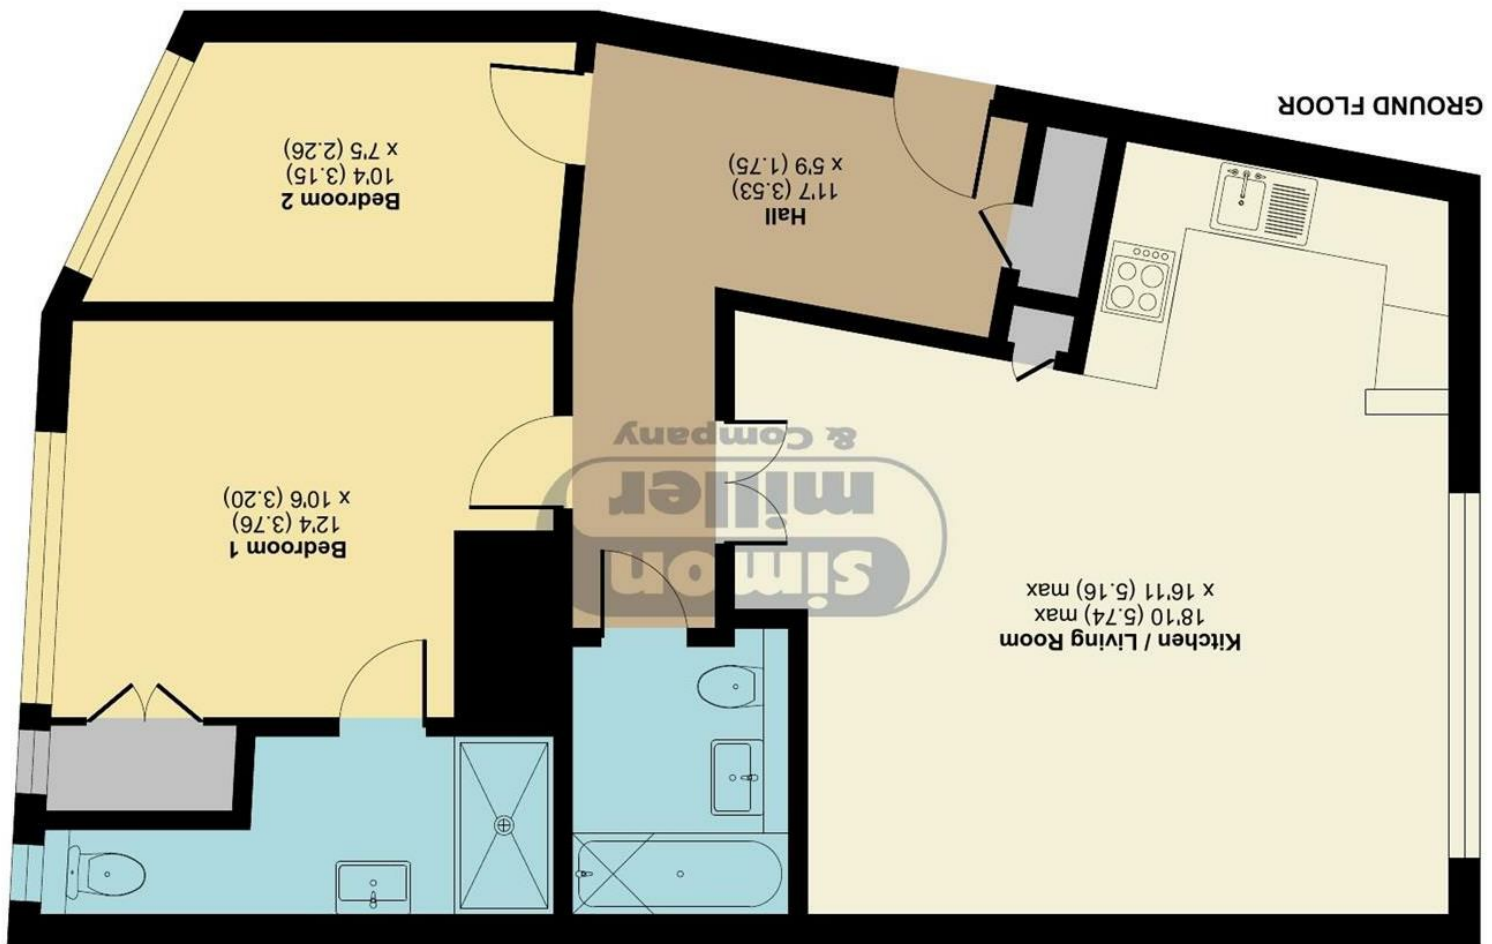 Kitchen / Living Room
18'10 (5.74) max
x 16'11 (5.16) max
simon
miller
& Company
Bedroom 1
12'4 (3.76)
x 10'6 (3.20)
Hall
11'7 (3.53)
x 5'9 (1.75)
Bedroom 2
10'4 (3.15)
x 7'5 (2.26)
GROUND FLOOR